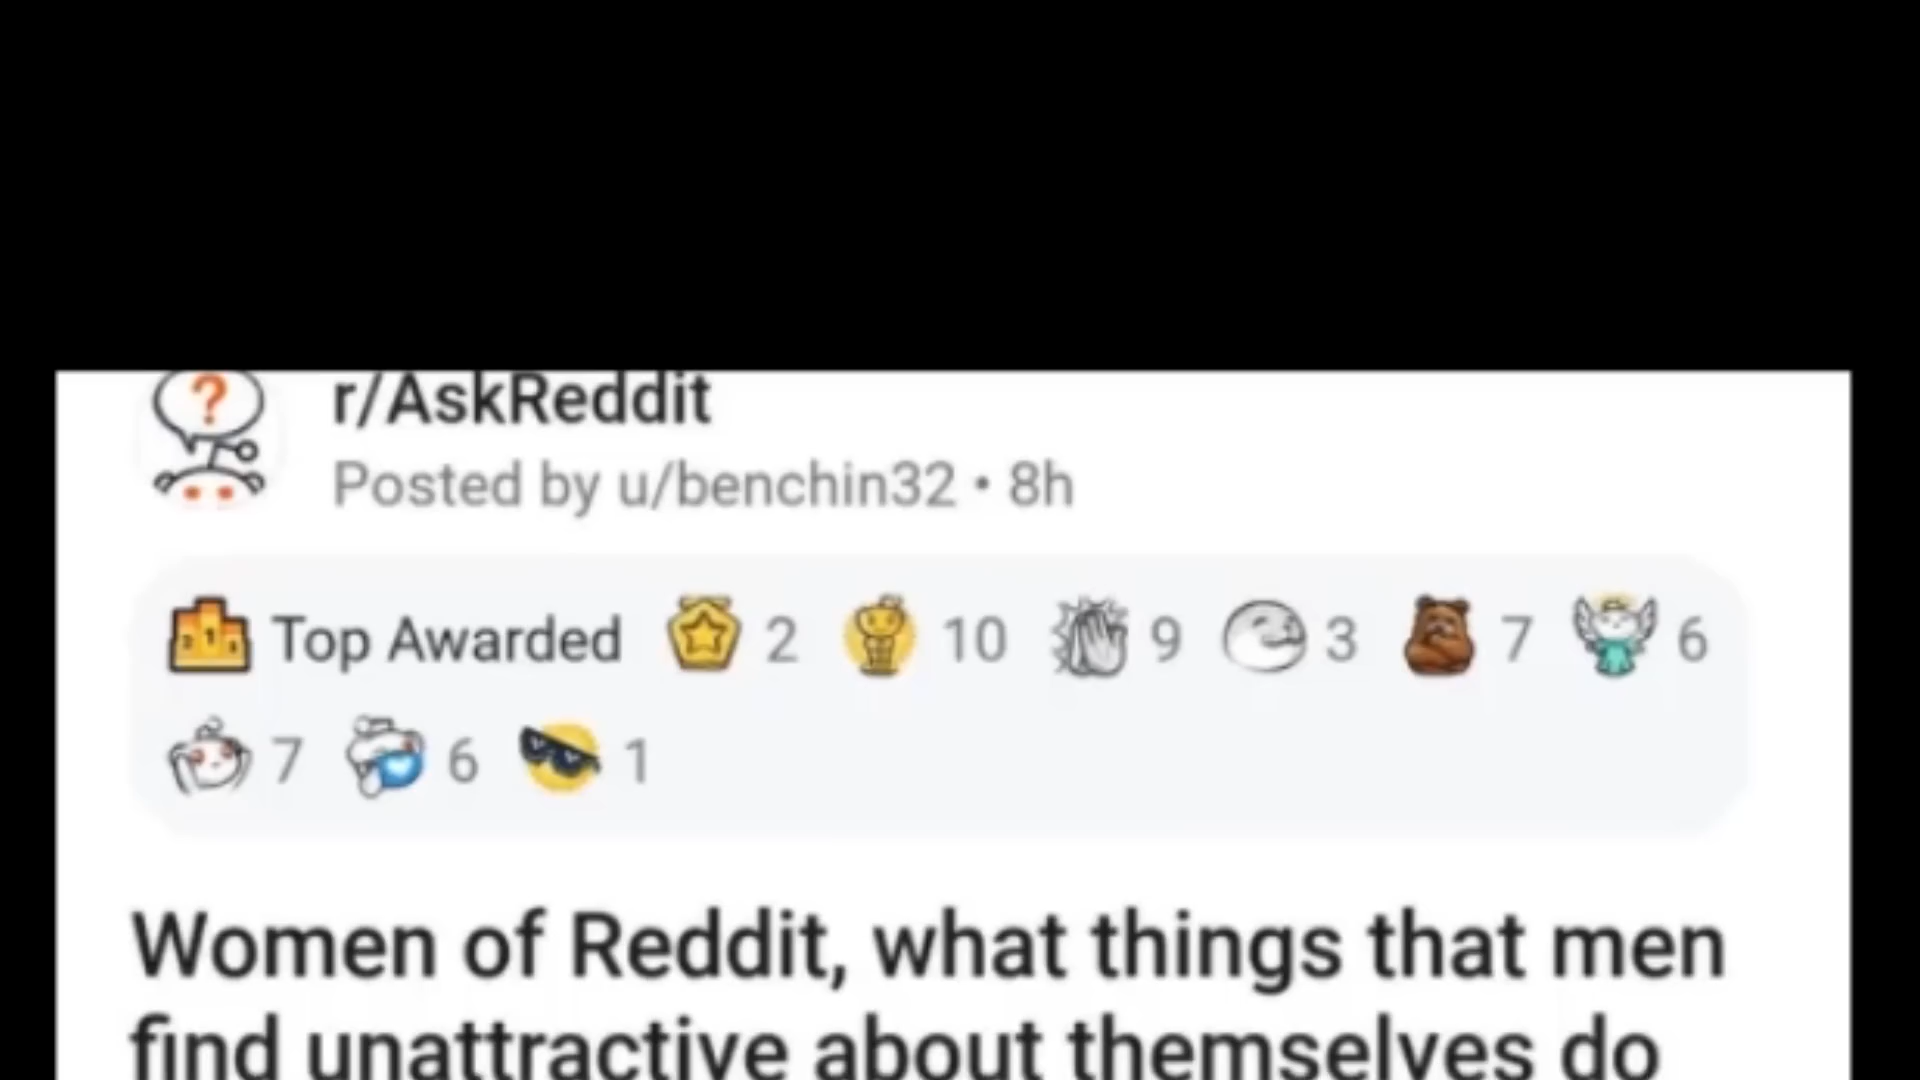 r/AskReddit
Posted by u/benchin32 • 8h
Top Awarded 2 10 9 3 7 6
7 6 1
Women of Reddit, what things that men
find unattractive about themselves do